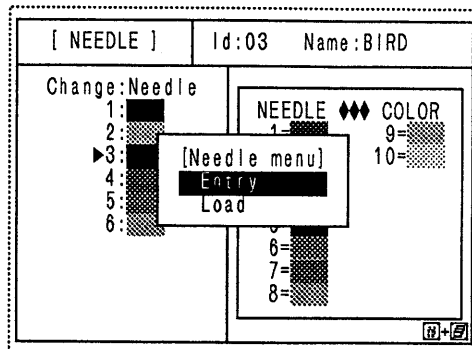 [ NEEDLE ]
Id:03 Name:BIRD
Change:Needle
1:
2:
▶3:
4:
5:
6:
NEEDLE ♦♦♦ COLOR
1=
9=
10=
[Needle menu]
Entry
Load
6=
7=
8=